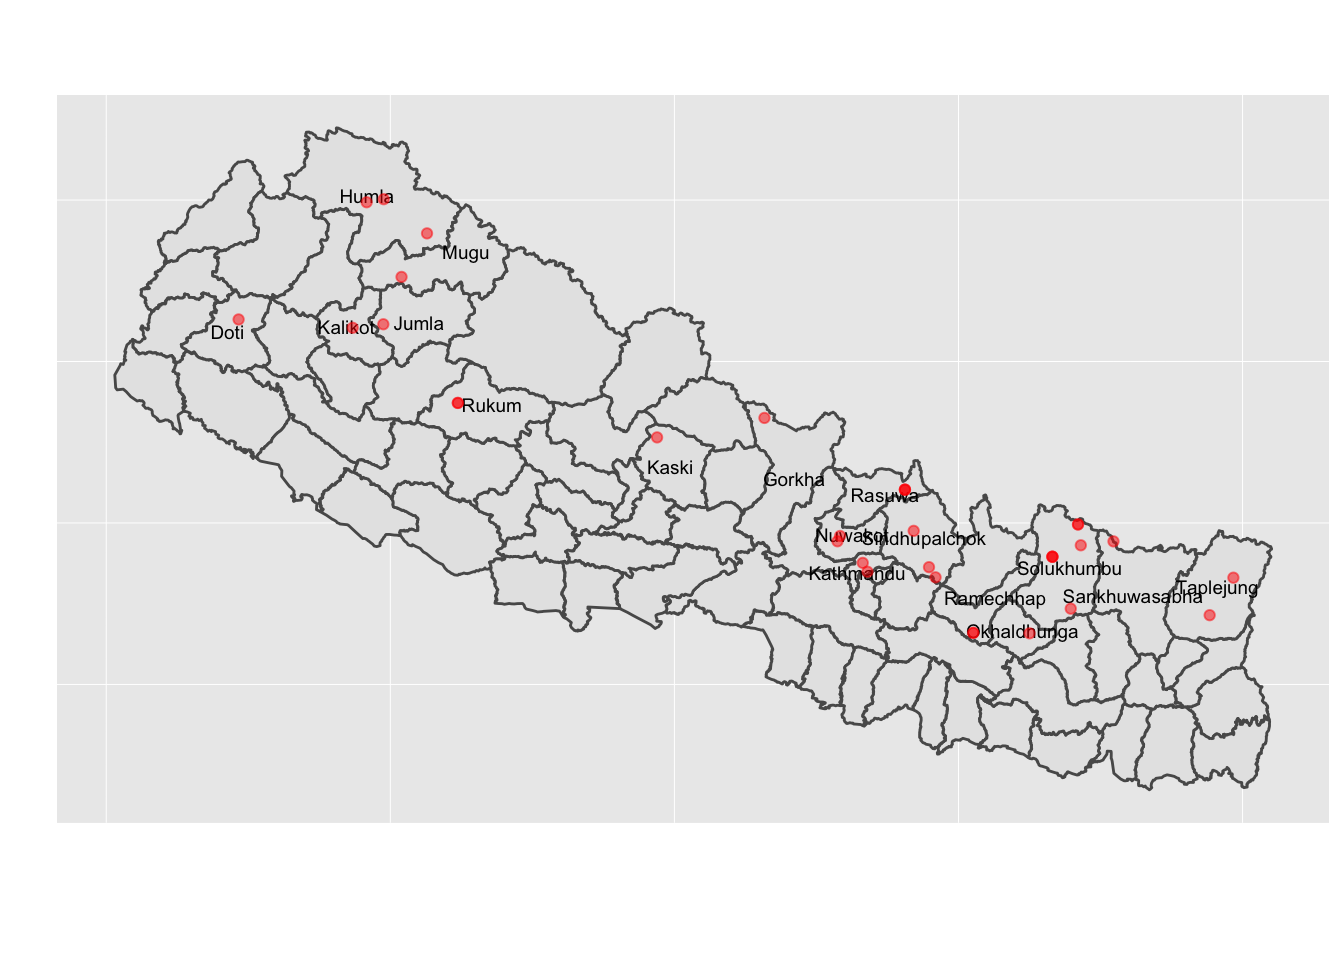 Humla
Mugu
Doti
Kalikot
Jumla
Rukum
Kaski
Gorkha
Rasuwa
Nuwakot
Sindhupalchok
Kathmandu
Solukhumbu
Taplejung
Ramechhap
Sankhuwasabha
Okhaldhunga